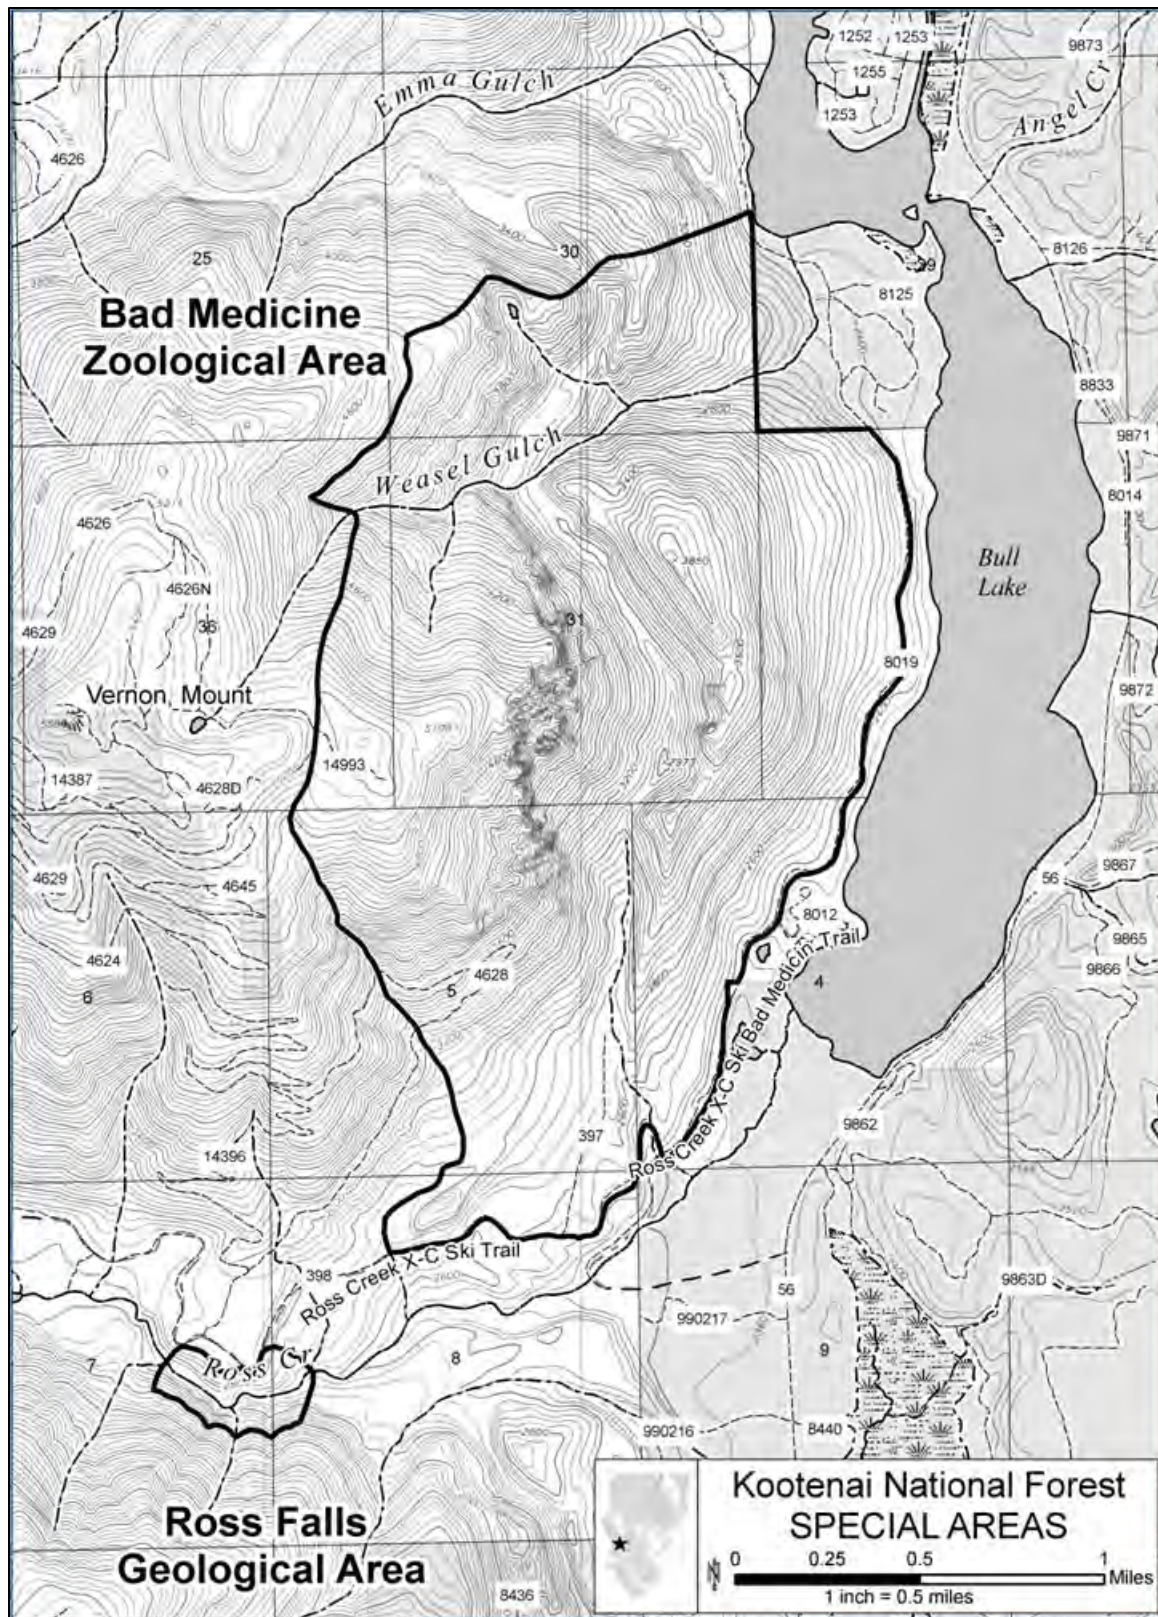 1252
1253
9873
1255
1253
Emma Gulch
Angel Cr
4626
25
30
8126
8125
Bad Medicine
Zoological Area
3600
8833
9871
Weasel Gulch
8014
4626
Bull
Lake
3850
4626N
31
4629
36
8019
Vernon, Mount
9872
14993
14387
4628D
9867
56
4629
4645
8012
9865
4624
4628
9866
6
5
4
Ross Creek X-C Ski Bad Medicin Trail
397
9862
14396
Ross Creek X-C Ski Trail
398
56
9863D
990217
7
Ross Cr
8
9
990216
8440
Kootenai National Forest
SPECIAL AREAS
Ross Falls
Geological Area
N
0 0.25 0.5 1
Miles
1 inch = 0.5 miles
8436